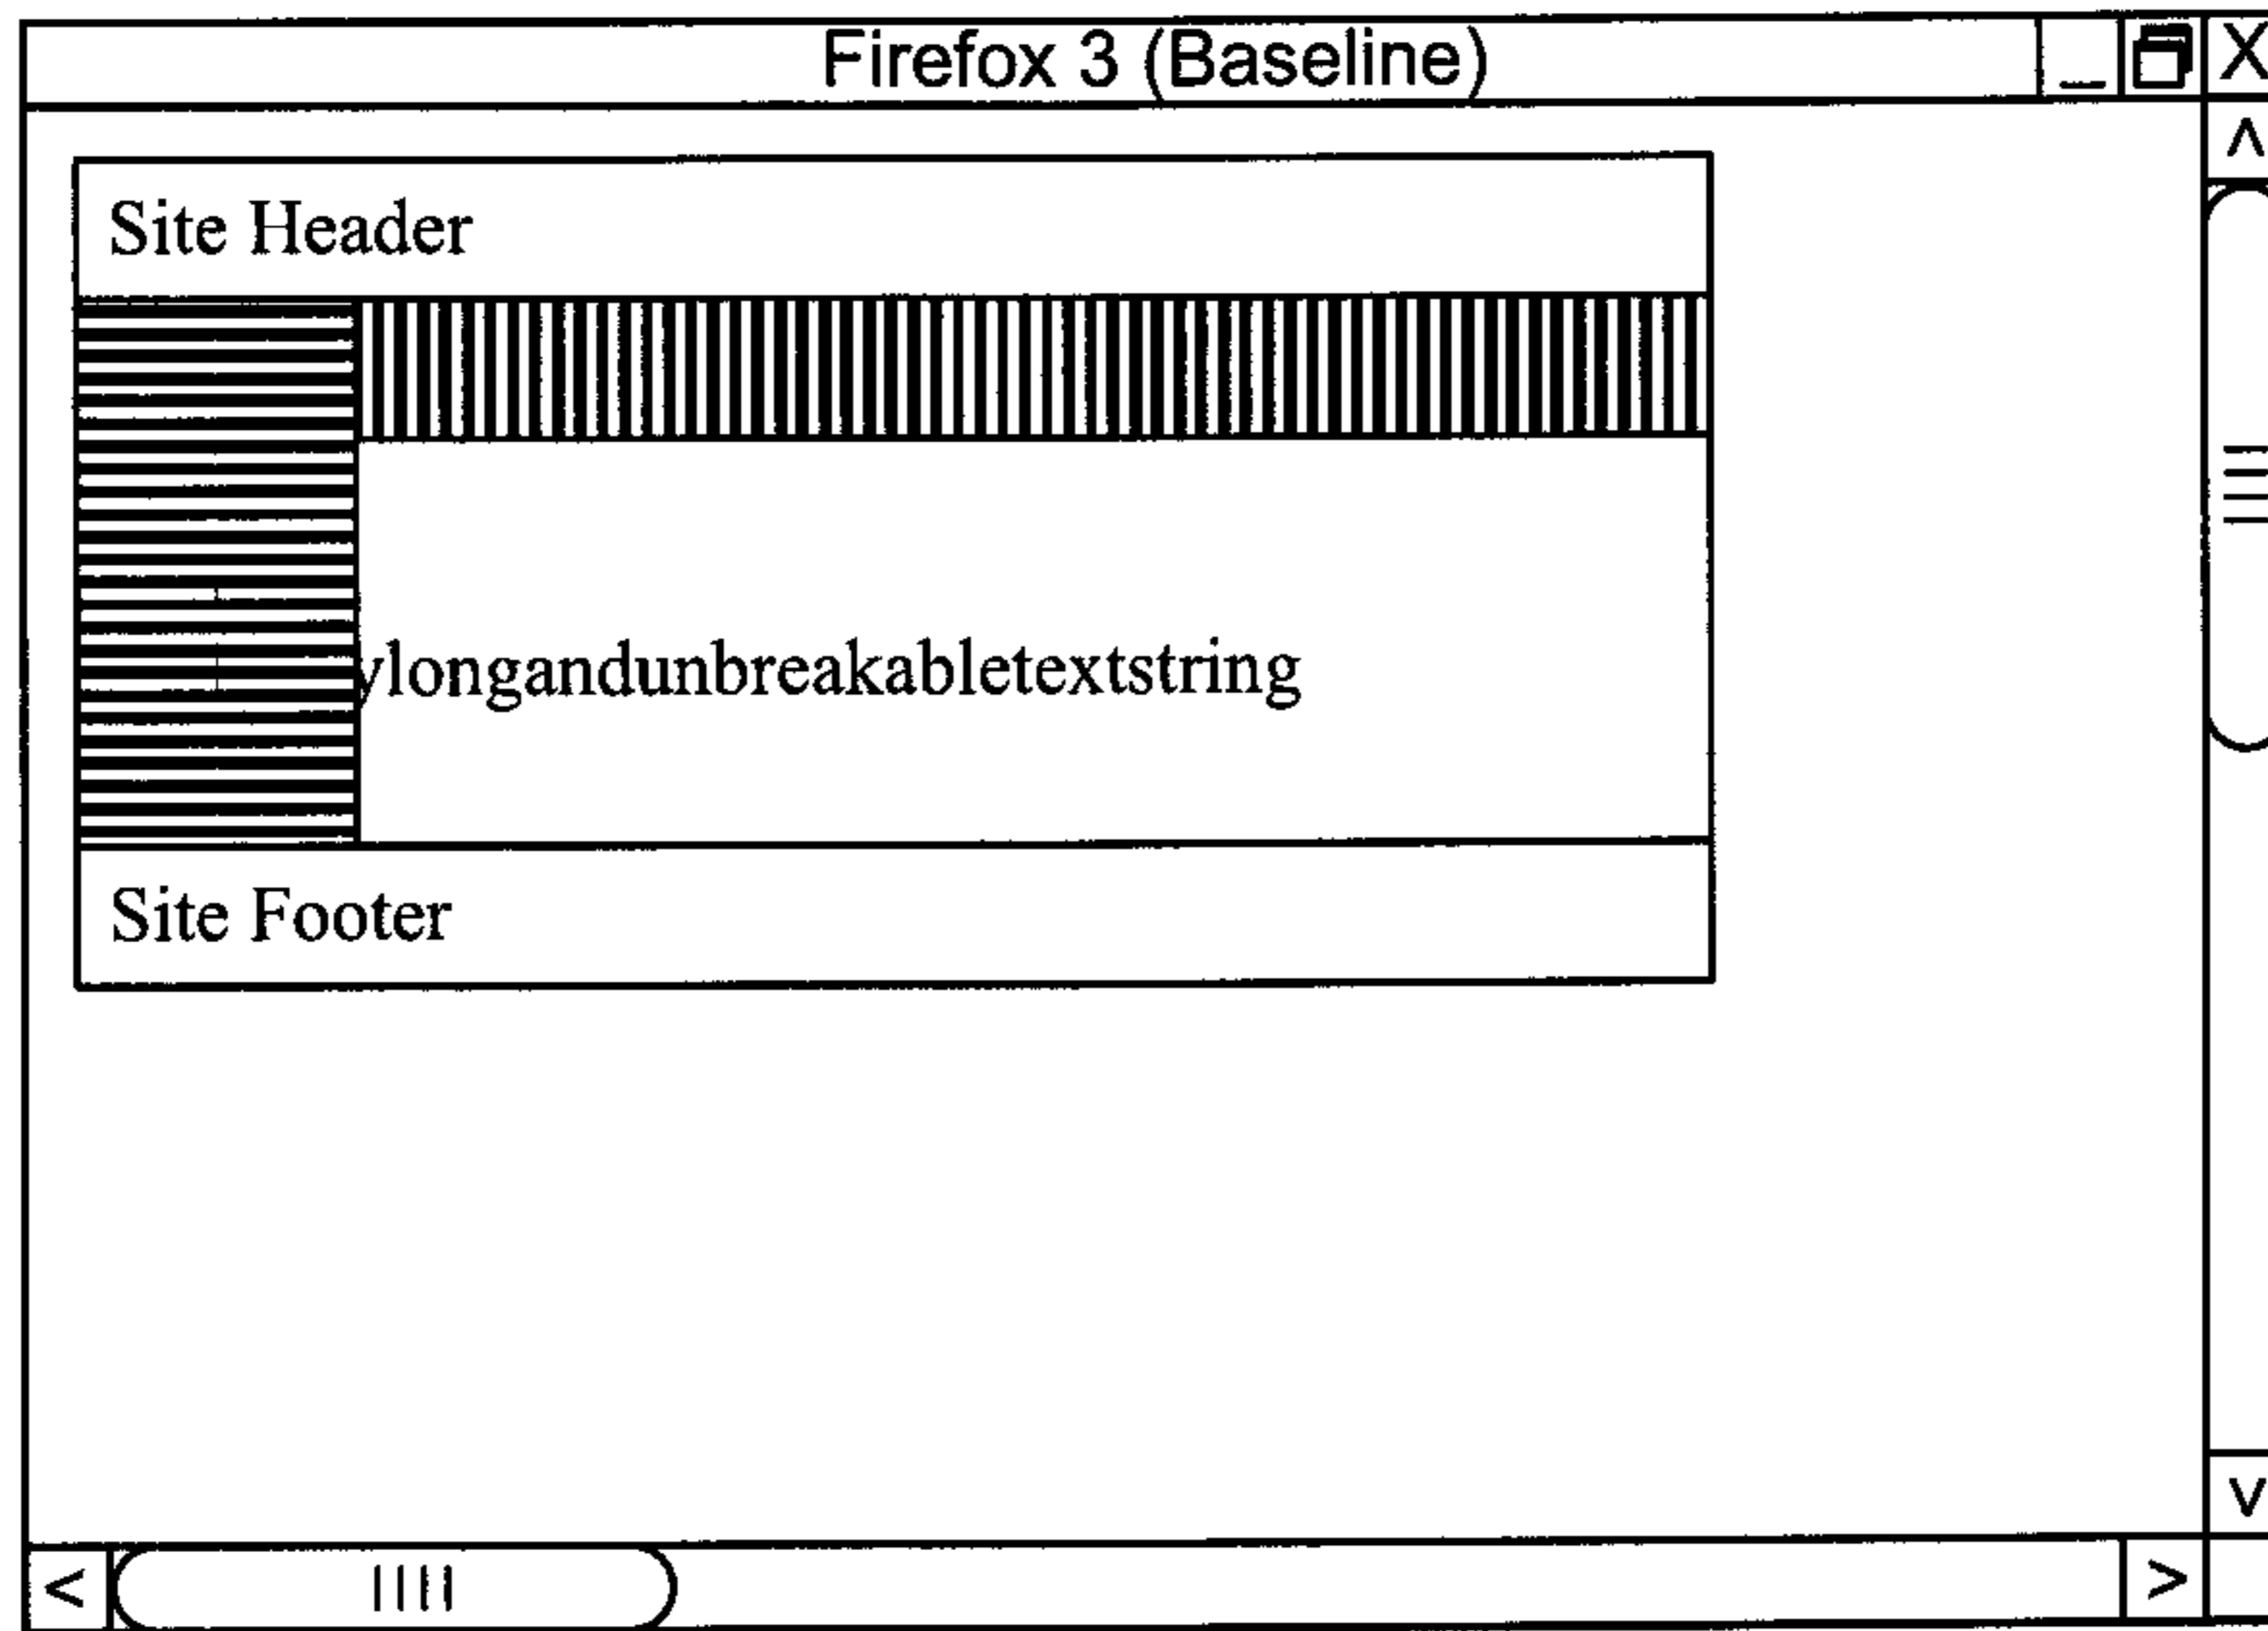 Firefox 3 (Baseline)
Site Header
ylongandunbreakabletextstring
Site Footer